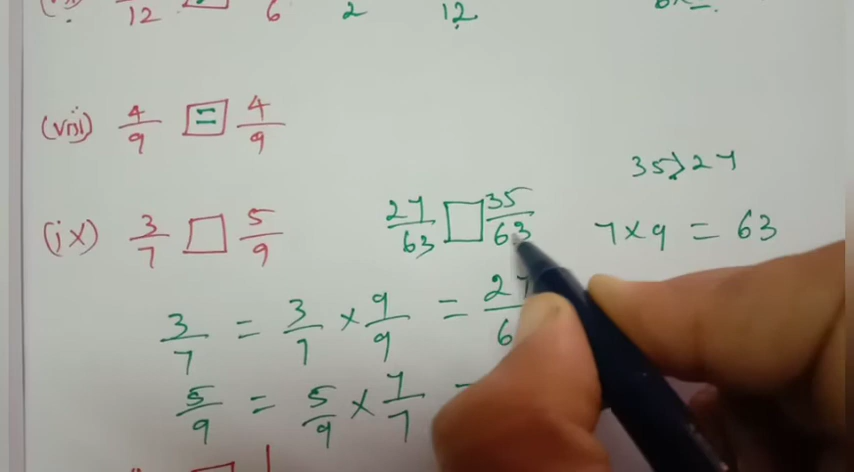 12 □ 6 2 12
(viii) 4/9 = 4/9
35>27
(ix) 3/7 □ 5/9 27/63 □ 35/63 7×9 = 63
3/7 = 3/7 × 9/9 = 27/6
5/9 = 5/9 × 7/7 =